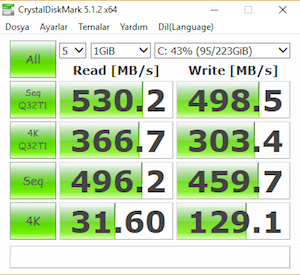 CrystalDiskMark 5.1.2 x64
Dosya Ayarlar Temalar Yardım Dil(Language)
All 5 1GiB C: 43% (95/223GiB)
Read [MB/s] Write [MB/s]
Seq Q32T1 530.2 498.5
4K Q32T1 366.7 303.4
Seq 496.2 459.7
4K 31.60 129.1